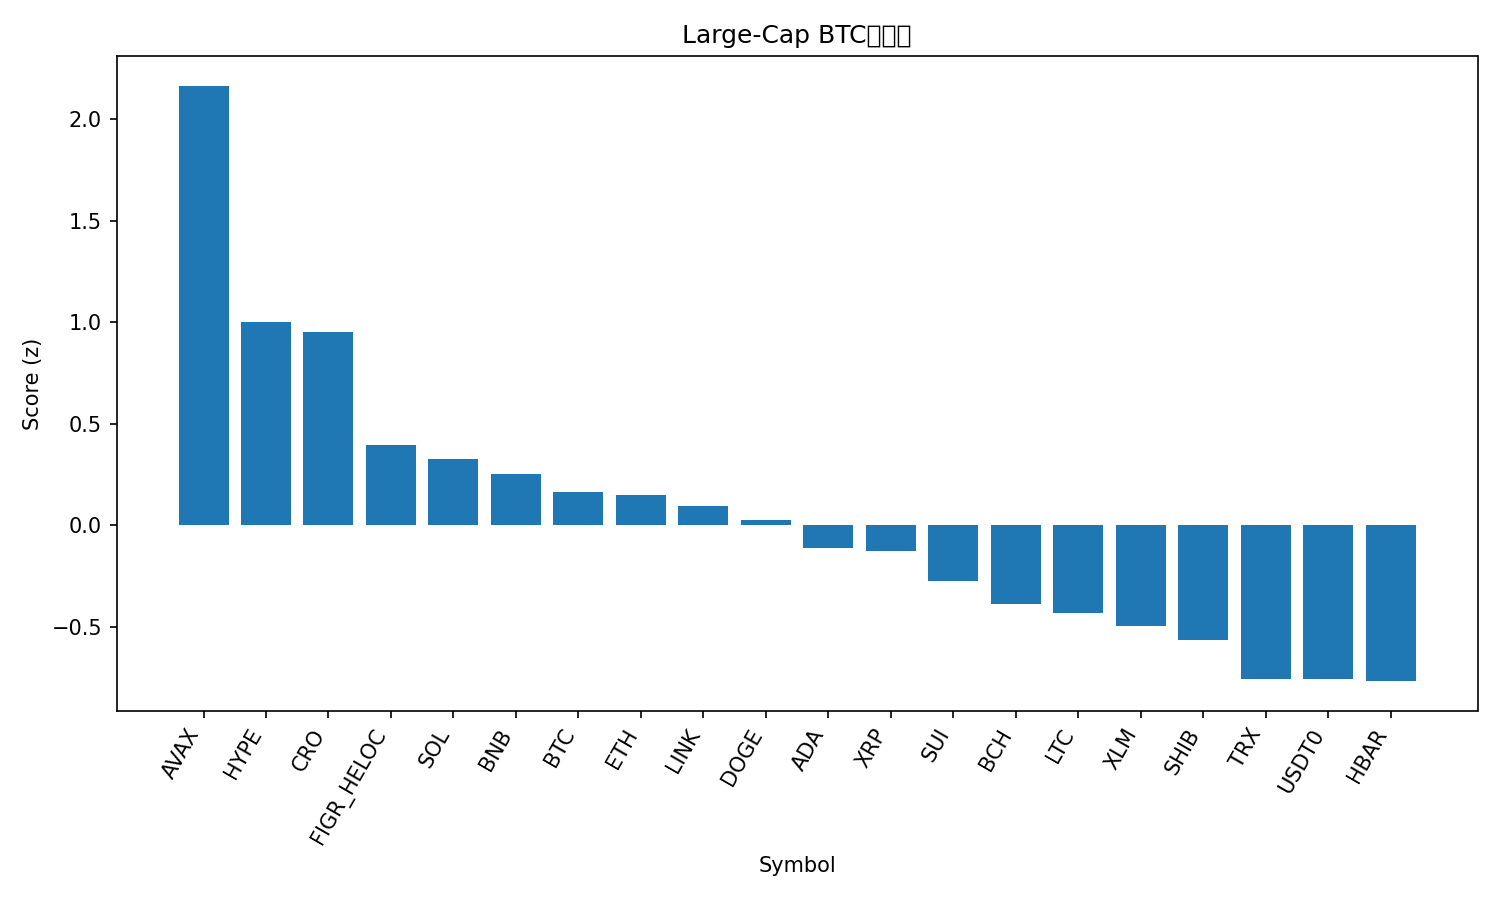 Large-Cap BTC
Score (z)
2.0
1.5
1.0
0.5
0.0
−0.5
AVAX
HYPE
CRO
FIGR_HELOC
SOL
BNB
BTC
ETH
LINK
DOGE
ADA
XRP
SUI
BCH
LTC
XLM
SHIB
TRX
USDT0
HBAR
Symbol